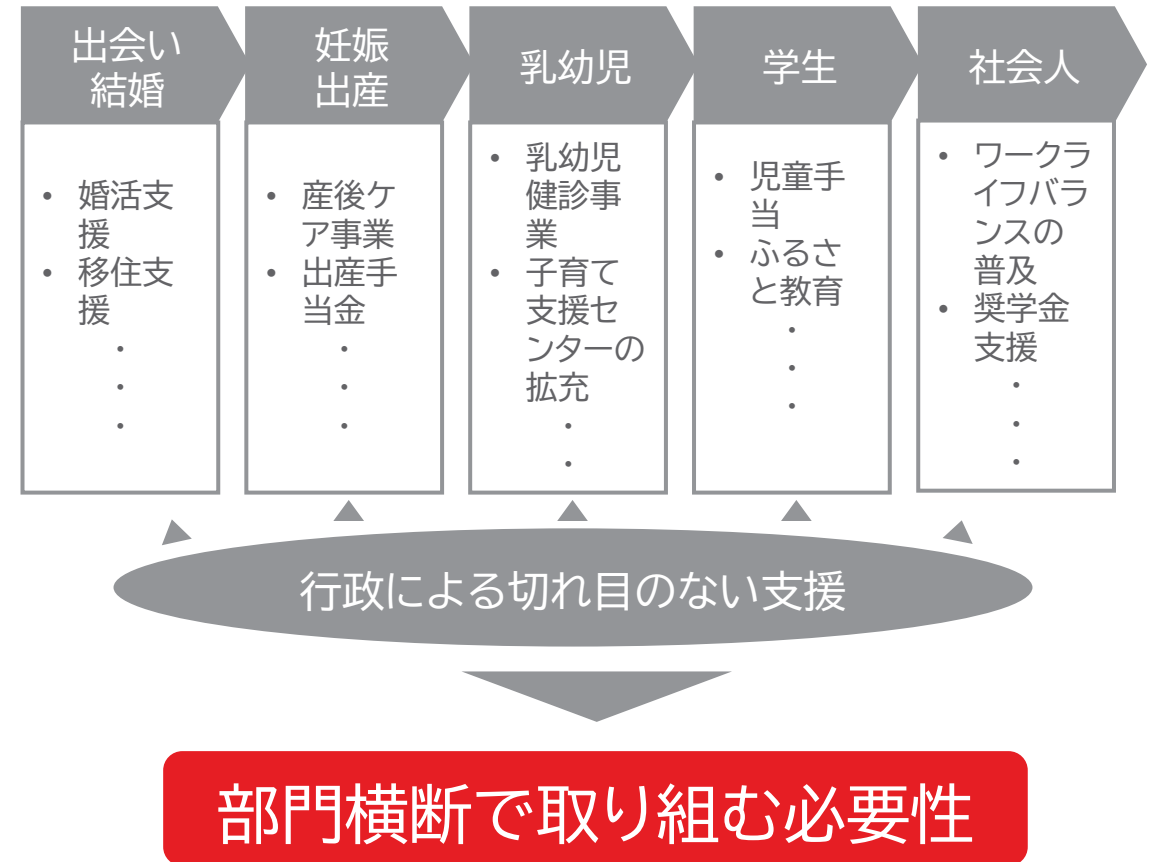 出会い
結婚
妊娠
出産
乳幼児
学生
社会人
• 婚活支
援
• 移住支
援
・
・
・
• 産後ケ
ア事業
• 出産手
当金
・
・
・
• 乳幼児
健診事
業
• 子育て
支援セ
ンターの
拡充
・
・
• 児童手
当
• ふるさ
と教育
・
・
・
• ワークラ
イフバラ
ンスの
普及
• 奨学金
支援
・
・
・
行政による切れ目のない支援
部門横断で取り組む必要性